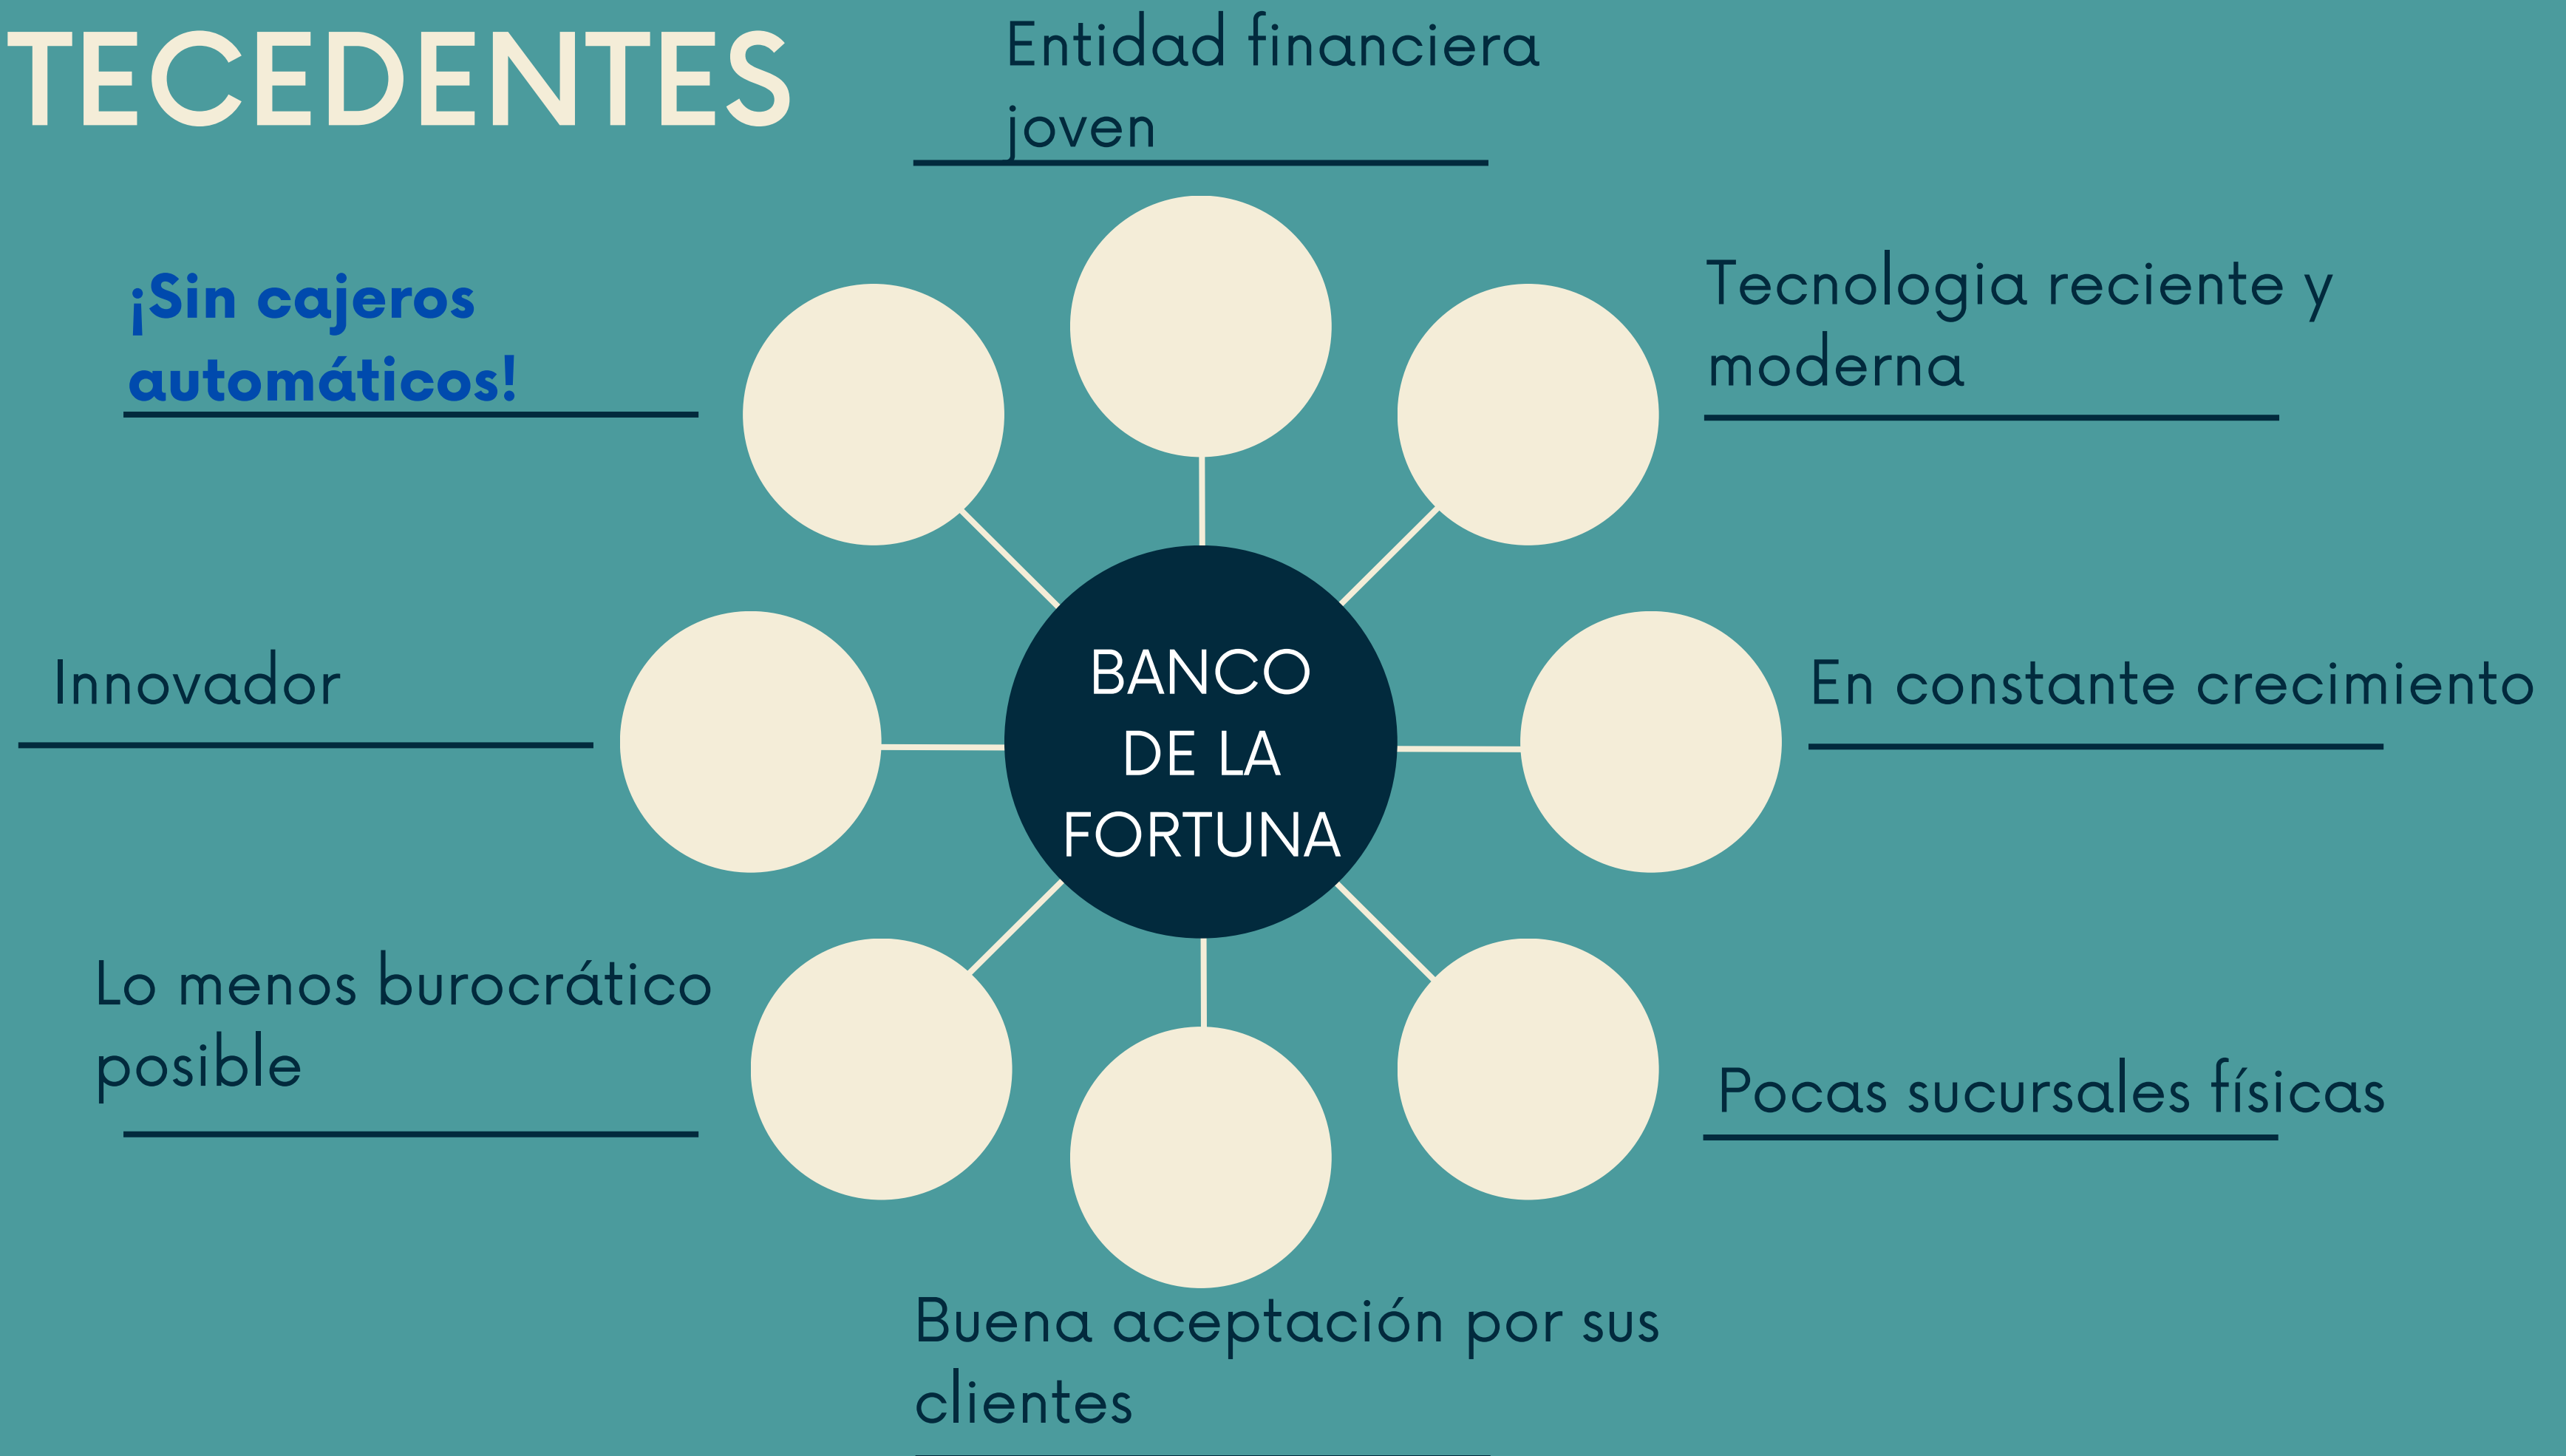 TECEDENTES
Entidad financiera
joven
¡Sin cajeros
automáticos!
Tecnologia reciente y
moderna
Innovador
BANCO
DE LA
FORTUNA
En constante crecimiento
Lo menos burocrático
posible
Pocas sucursales físicas
Buena aceptación por sus
clientes